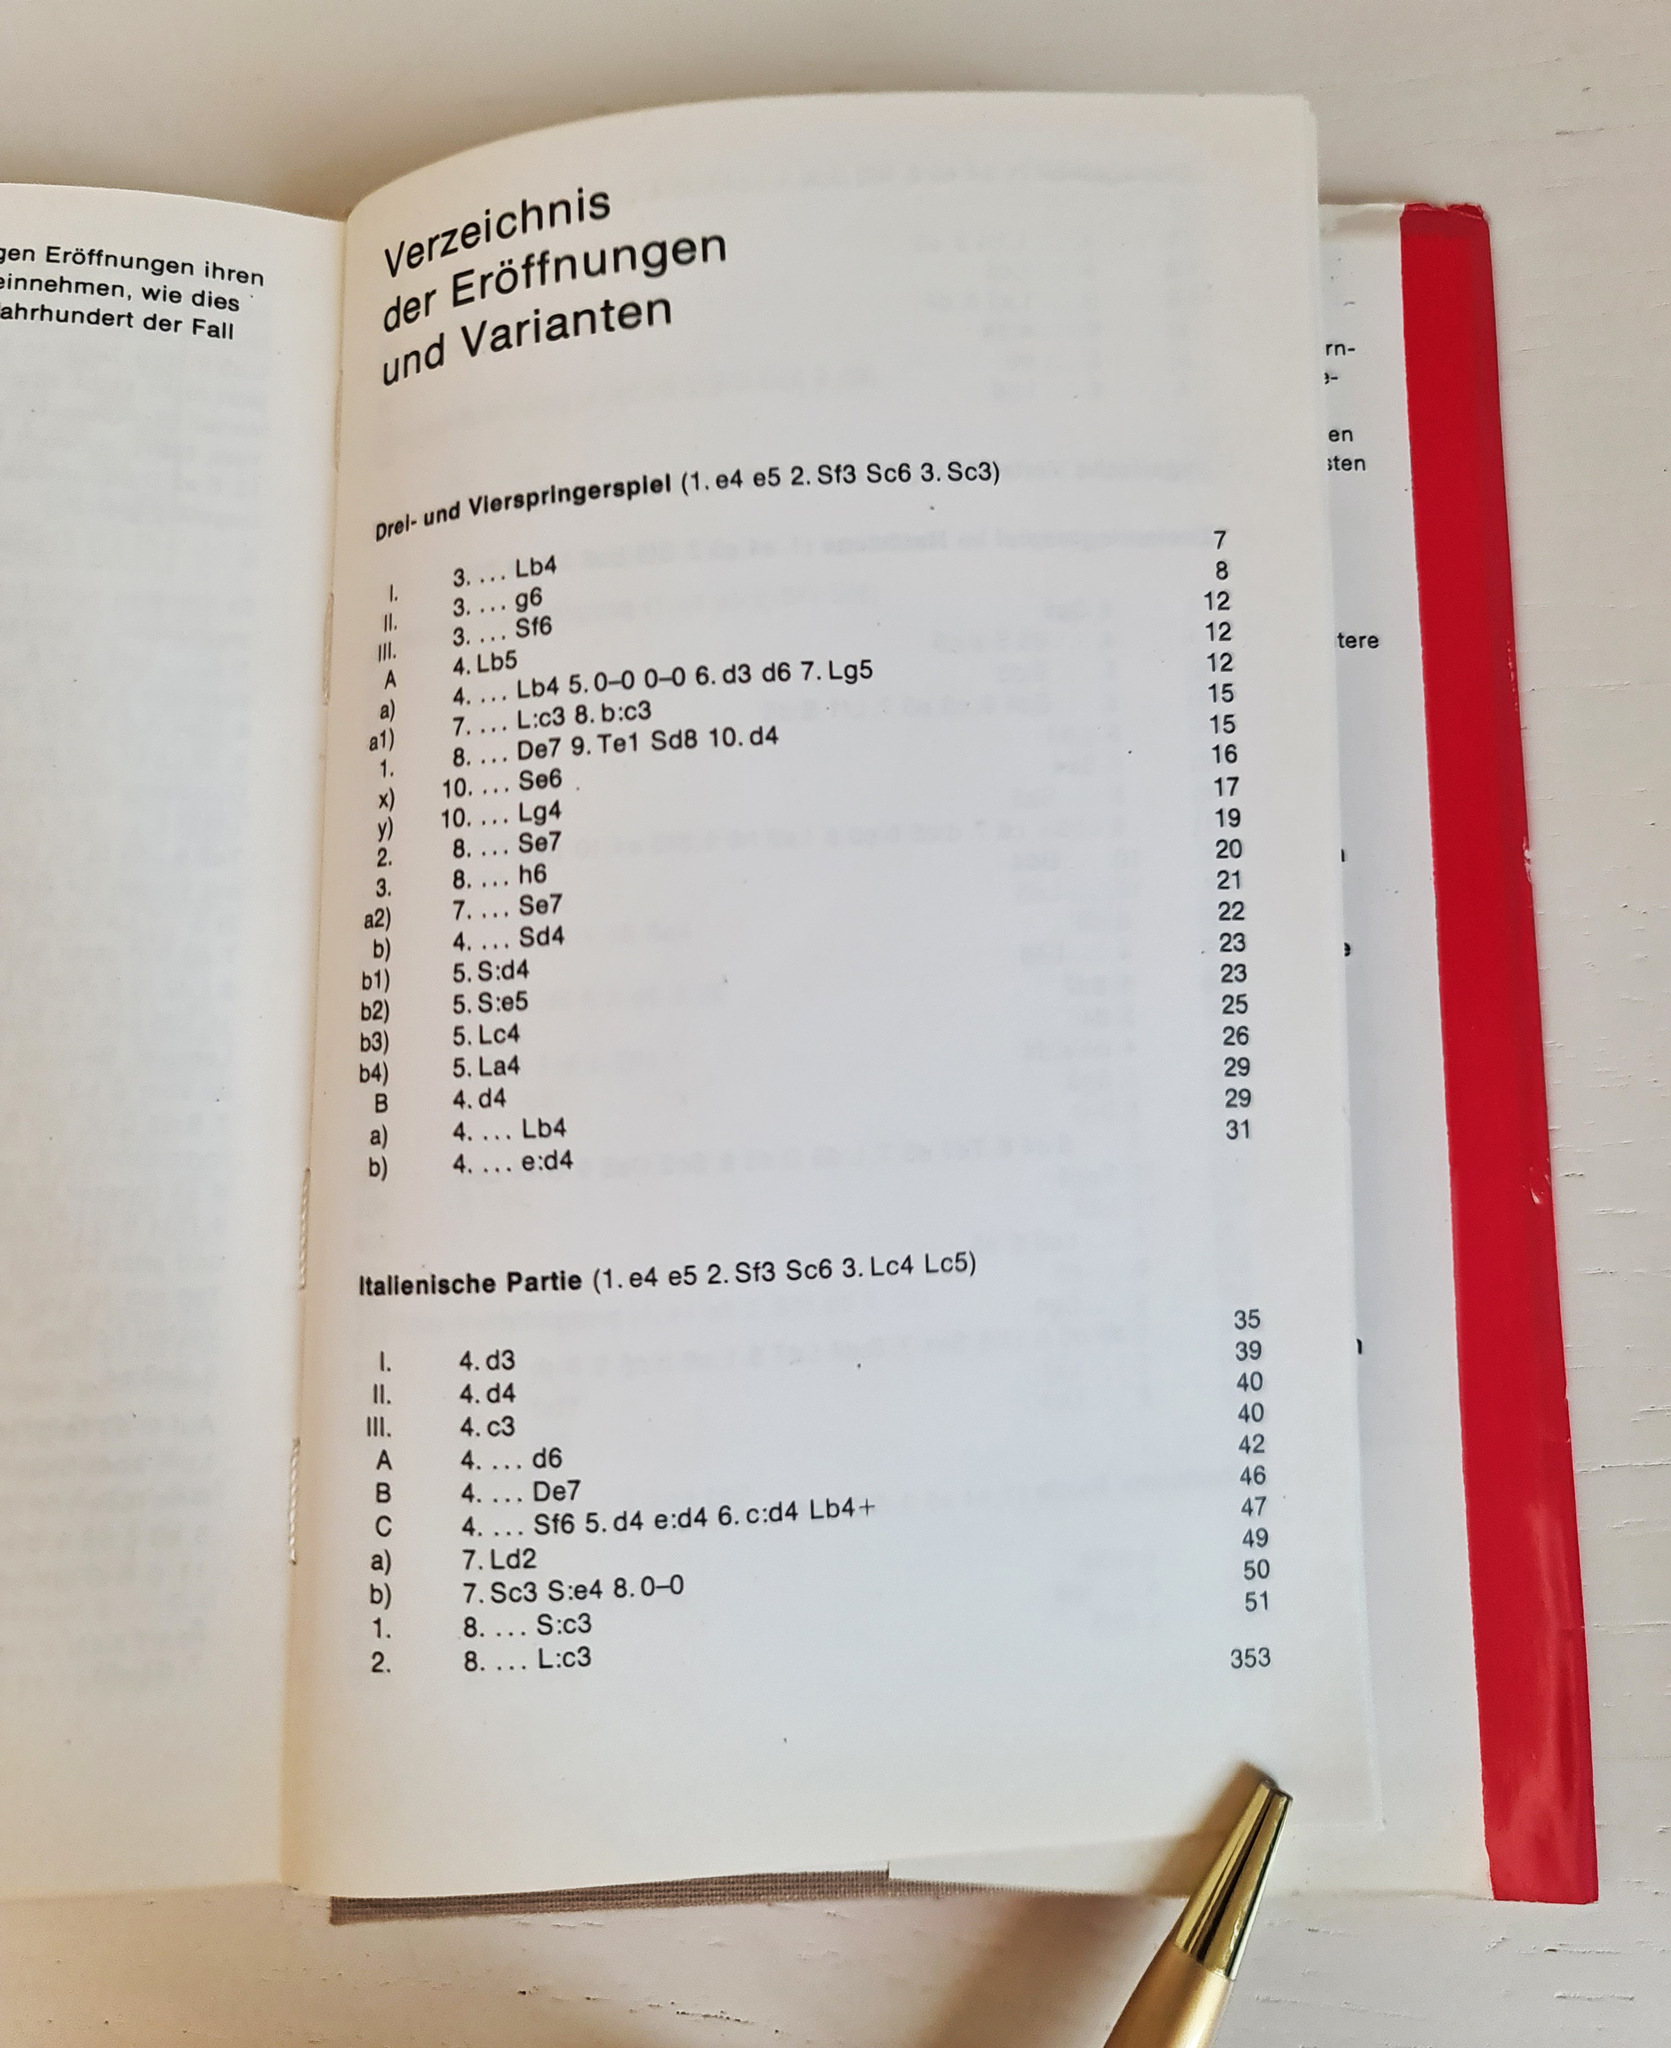 gen Eröffnungen ihren
einnehmen, wie dies
ahrhundert der Fall
Verzeichnis
der Eröffnungen
und Varianten
Drei- und Vierspringerspiel (1. e4 e5 2. Sf3 Sc6 3. Sc3)
I. 3. ... Lb4 7
II. 3. ... g6 8
III. 3. ... Sf6 12
A 4. Lb5 12
a) 4. ... Lb4 5. 0–0 0–0 6. d3 d6 7. Lg5 12
a1) 7. ... L:c3 8. b:c3 15
1. 8. ... De7 9. Te1 Sd8 10. d4 15
x) 10. ... Se6 16
y) 10. ... Lg4 17
2. 8. ... Se7 19
3. 8. ... h6 20
a2) 7. ... Se7 21
b) 4. ... Sd4 22
b1) 5. S:d4 23
b2) 5. S:e5 23
b3) 5. Lc4 25
b4) 5. La4 26
B 4. d4 29
a) 4. ... Lb4 29
b) 4. ... e:d4 31
Italienische Partie (1. e4 e5 2. Sf3 Sc6 3. Lc4 Lc5)
I. 4. d3 35
II. 4. d4 39
III. 4. c3 40
A 4. ... d6 40
B 4. ... De7 42
C 4. ... Sf6 5. d4 e:d4 6. c:d4 Lb4+ 46
a) 7. Ld2 47
b) 7. Sc3 S:e4 8. 0–0 49
1. 8. ... S:c3 50
2. 8. ... L:c3 51
353
rn-
en
sten
tere